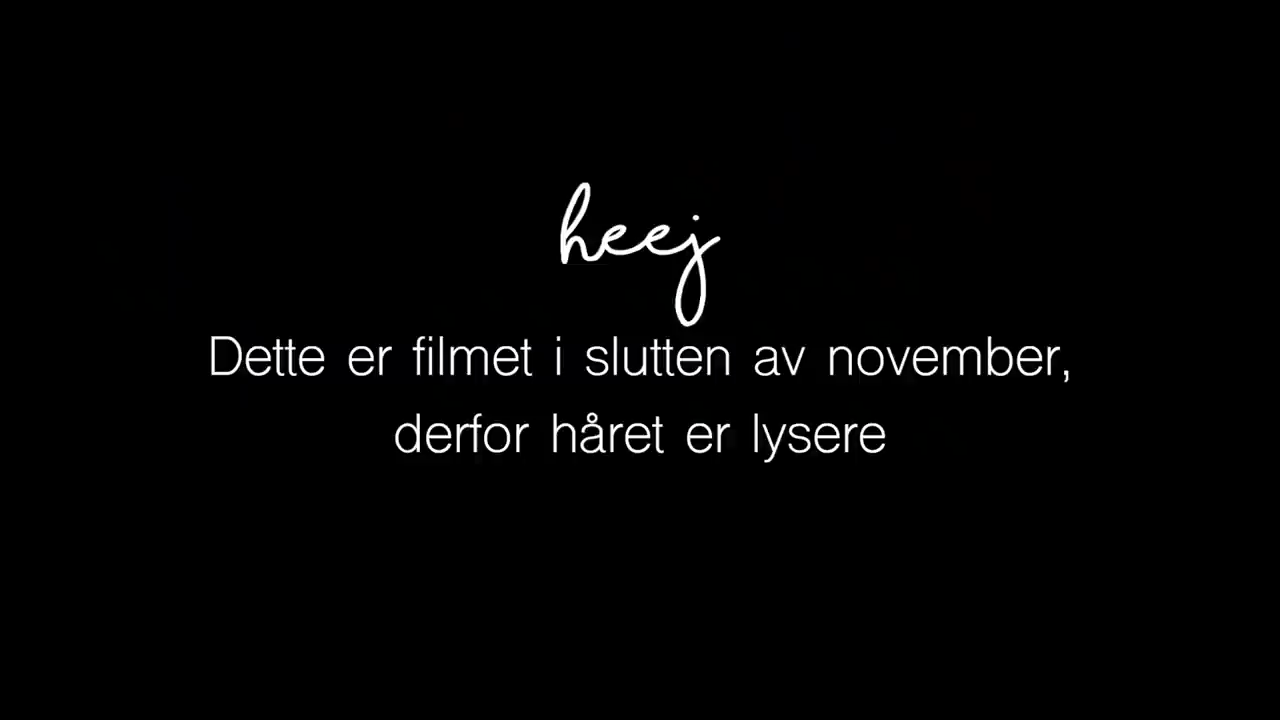 heej
Dette er filmet i slutten av november,
derfor håret er lysere